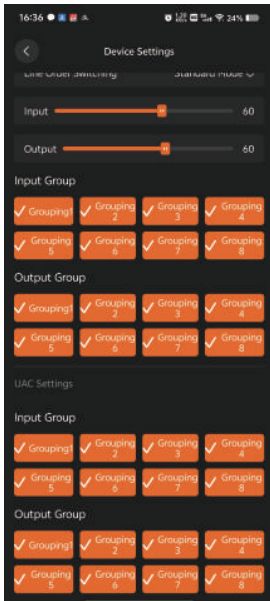 16:36
24%
Device Settings
Line Order Switching Standard Mode
Input 60
Output 60
Input Group
Grouping1 Grouping 2 Grouping 3 Grouping 4
Grouping 5 Grouping 6 Grouping 7 Grouping 8
Output Group
Grouping1 Grouping 2 Grouping 3 Grouping 4
Grouping 5 Grouping 6 Grouping 7 Grouping 8
UAC Settings
Input Group
Grouping1 Grouping 2 Grouping 3 Grouping 4
Grouping 5 Grouping 6 Grouping 7 Grouping 8
Output Group
Grouping1 Grouping 2 Grouping 3 Grouping 4
Grouping 5 Grouping 6 Grouping 7 Grouping 8